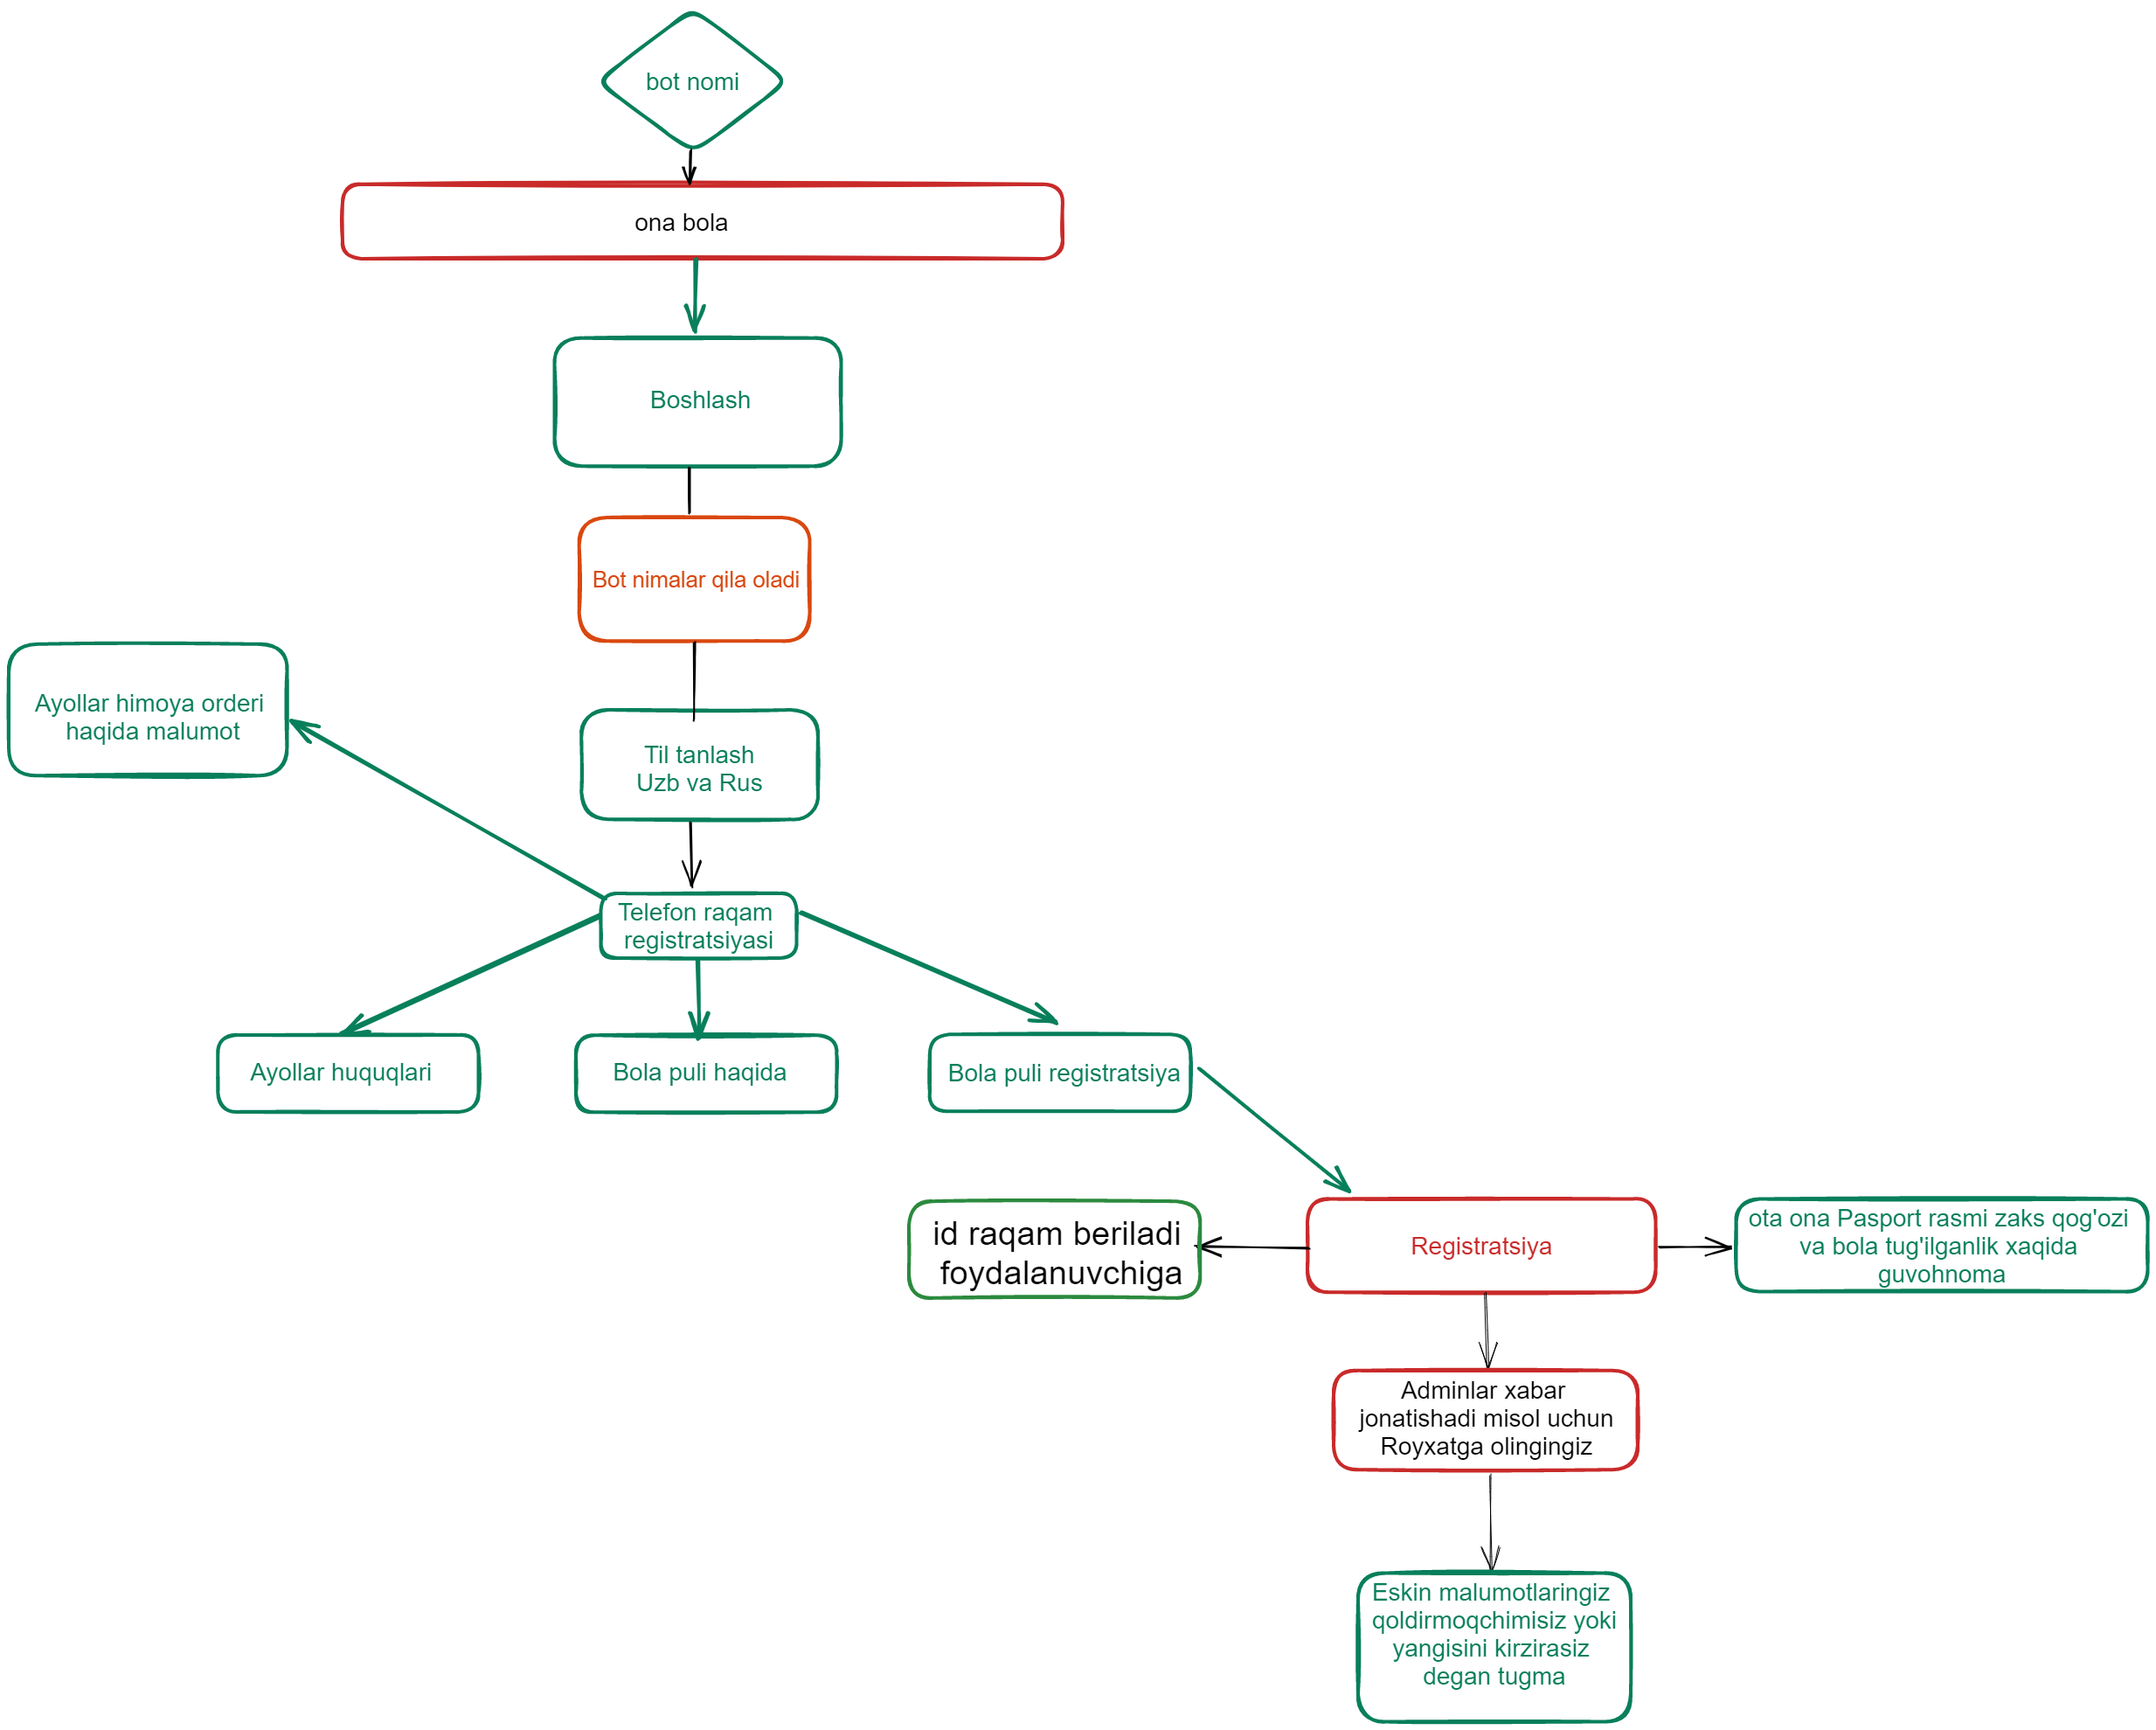 bot nomi
ona bola
Boshlash
Bot nimalar qila oladi
Ayollar himoya orderi
haqida malumot
Til tanlash
Uzb va Rus
Telefon raqam
registratsiyasi
Ayollar huquqlari
Bola puli haqida
Bola puli registratsiya
id raqam beriladi
foydalanuvchiga
Registratsiya
ota ona Pasport rasmi zaks qog'ozi
va bola tug'ilganlik xaqida
guvohnoma
Adminlar xabar
jonatishadi misol uchun
Royxatga olingingiz
Eskin malumotlaringiz
qoldirmoqchimisiz yoki
yangisini kirzirasiz
degan tugma